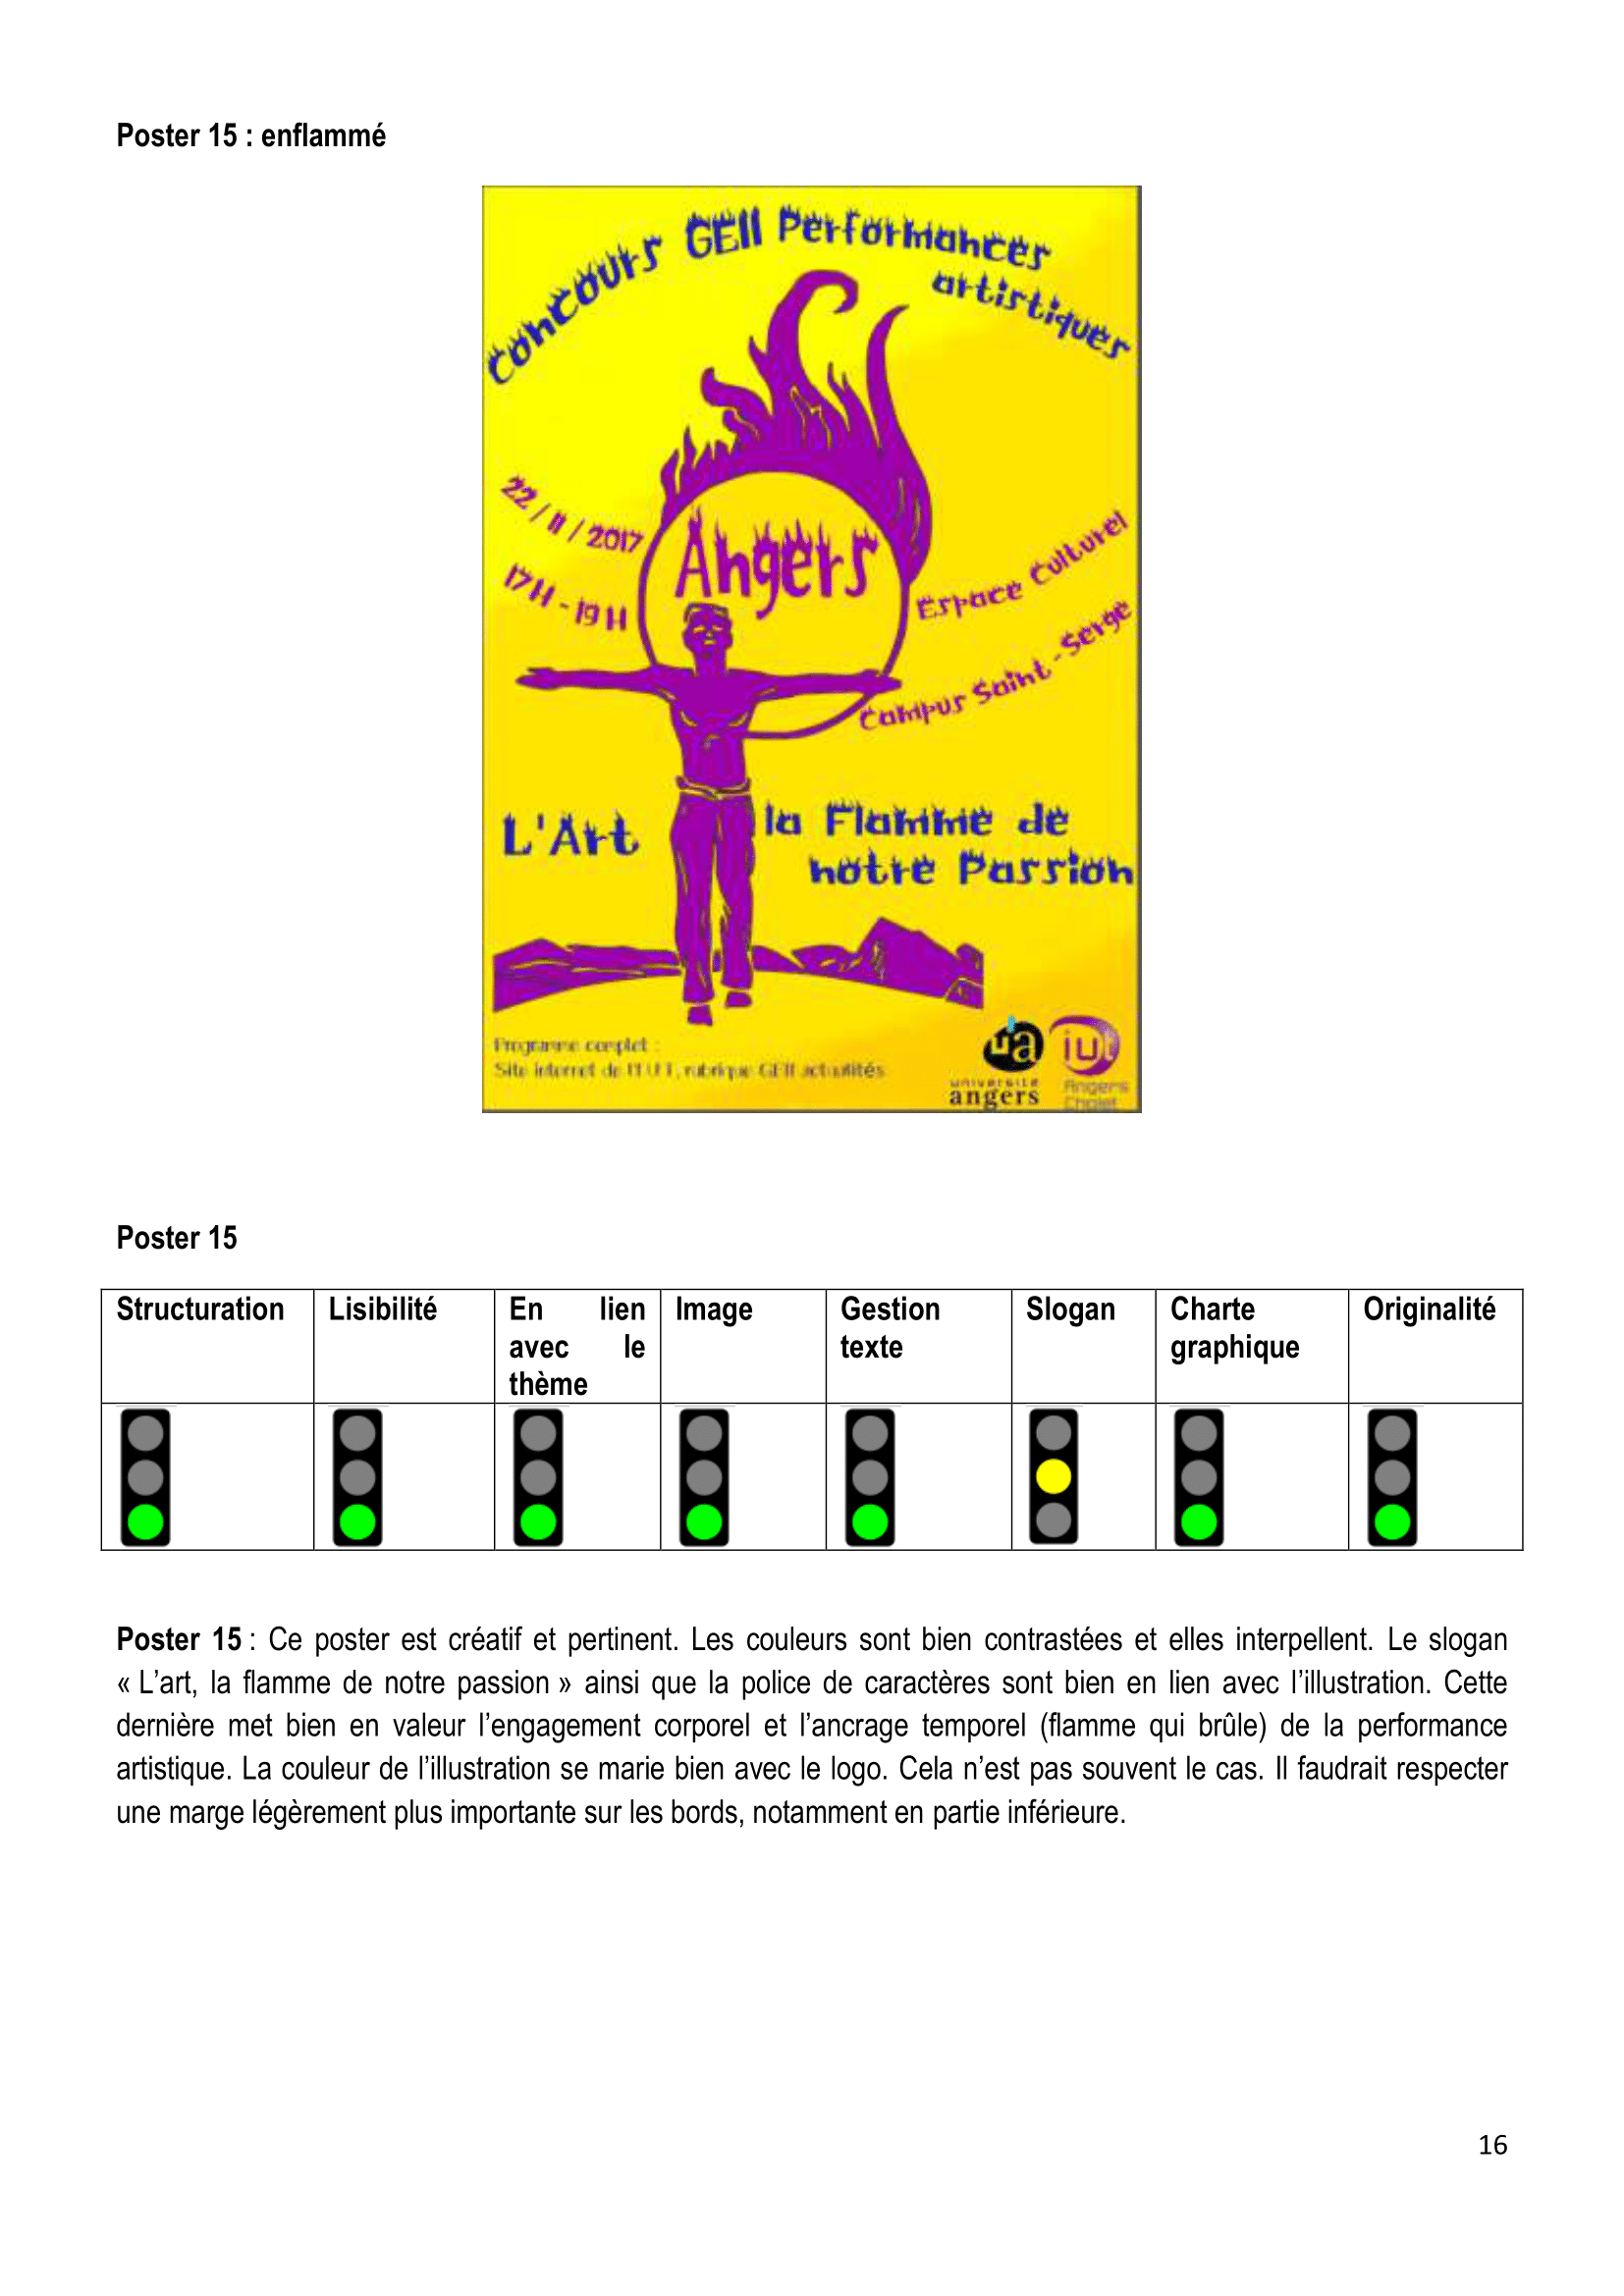 Poster 15 : enflammé
Concours GEII Performances
artistiques
22/11/2017
17H-19H
Angers
Espace Culturel
Campus Saint-Serge
L'Art
la Flamme de
notre Passion
Programme complet :
Site internet de l'IUT, rubrique GEII actualités
ua
université
angers
iut
Angers
Cholet
Poster 15
Structuration
Lisibilité
En lien
avec le
thème
Image
Gestion
texte
Slogan
Charte
graphique
Originalité
Poster 15 : Ce poster est créatif et pertinent. Les couleurs sont bien contrastées et elles interpellent. Le slogan
« L’art, la flamme de notre passion » ainsi que la police de caractères sont bien en lien avec l’illustration. Cette
dernière met bien en valeur l’engagement corporel et l’ancrage temporel (flamme qui brûle) de la performance
artistique. La couleur de l’illustration se marie bien avec le logo. Cela n’est pas souvent le cas. Il faudrait respecter
une marge légèrement plus importante sur les bords, notamment en partie inférieure.
16